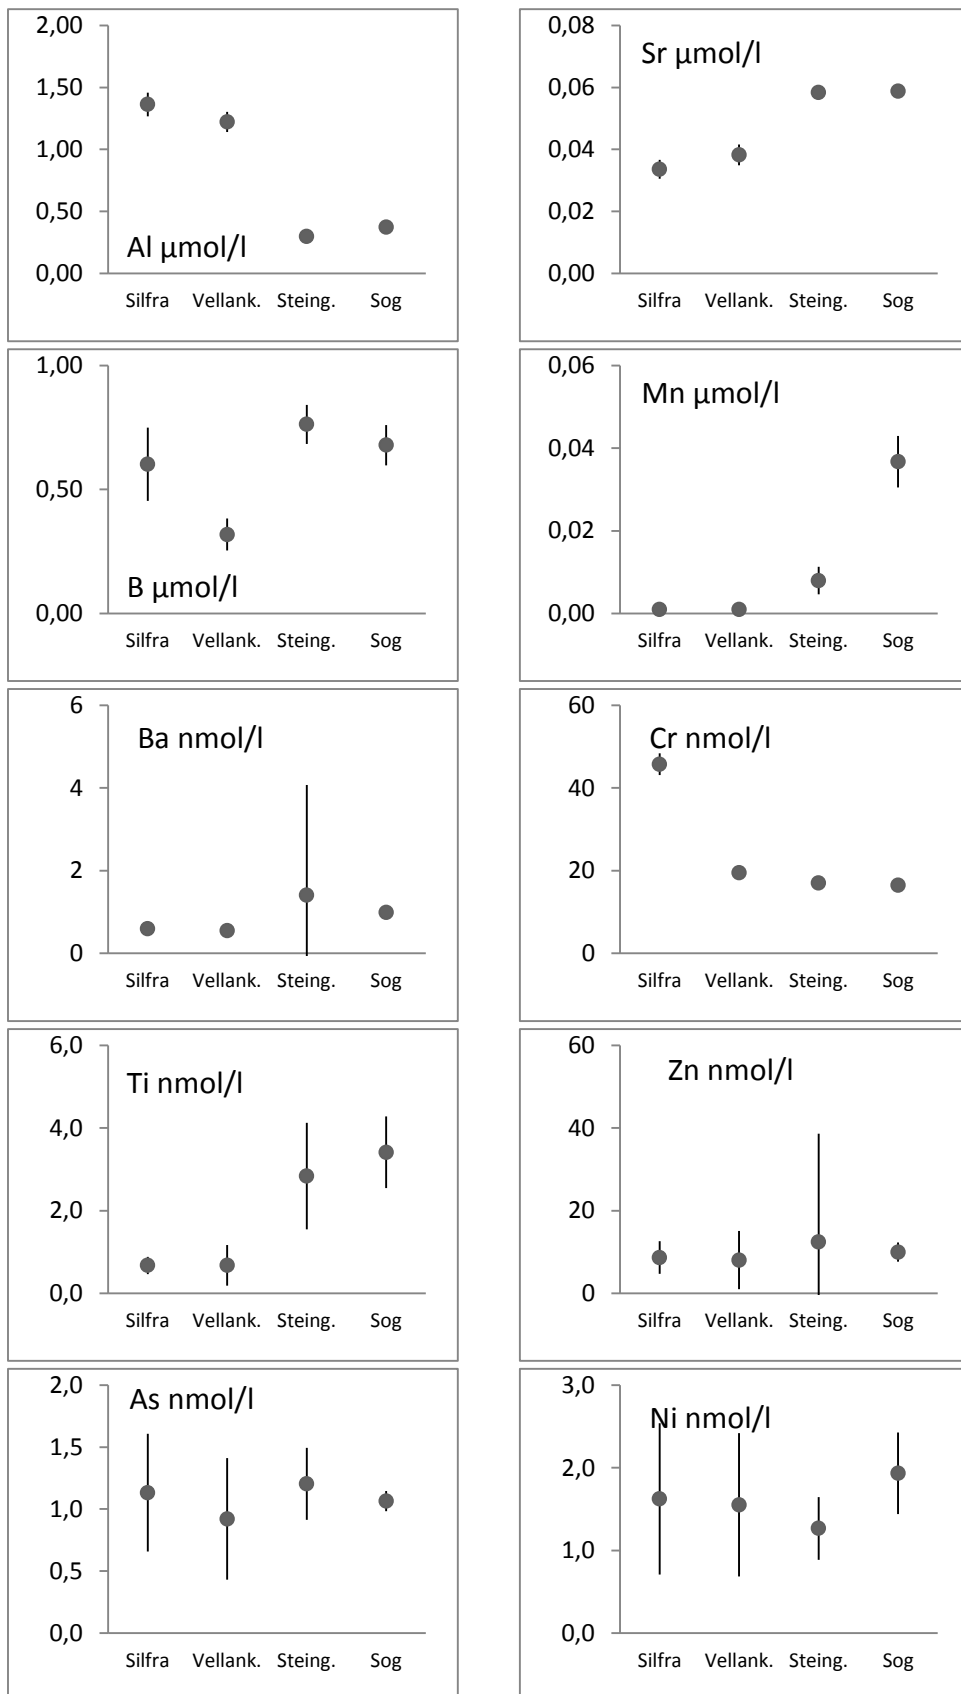 2,00
1,50
1,00
0,50
0,00
Al µmol/l
Silfra Vellank. Steing. Sog
0,08
0,06
0,04
0,02
0,00
Sr µmol/l
Silfra Vellank. Steing. Sog
1,00
0,50
0,00
B µmol/l
Silfra Vellank. Steing. Sog
0,06
0,04
0,02
0,00
Mn µmol/l
Silfra Vellank. Steing. Sog
6
4
2
0
Ba nmol/l
Silfra Vellank. Steing. Sog
60
40
20
0
Cr nmol/l
Silfra Vellank. Steing. Sog
6,0
4,0
2,0
0,0
Ti nmol/l
Silfra Vellank. Steing. Sog
60
40
20
0
Zn nmol/l
Silfra Vellank. Steing. Sog
2,0
1,5
1,0
0,5
0,0
As nmol/l
Silfra Vellank. Steing. Sog
3,0
2,0
1,0
0,0
Ni nmol/l
Silfra Vellank. Steing. Sog